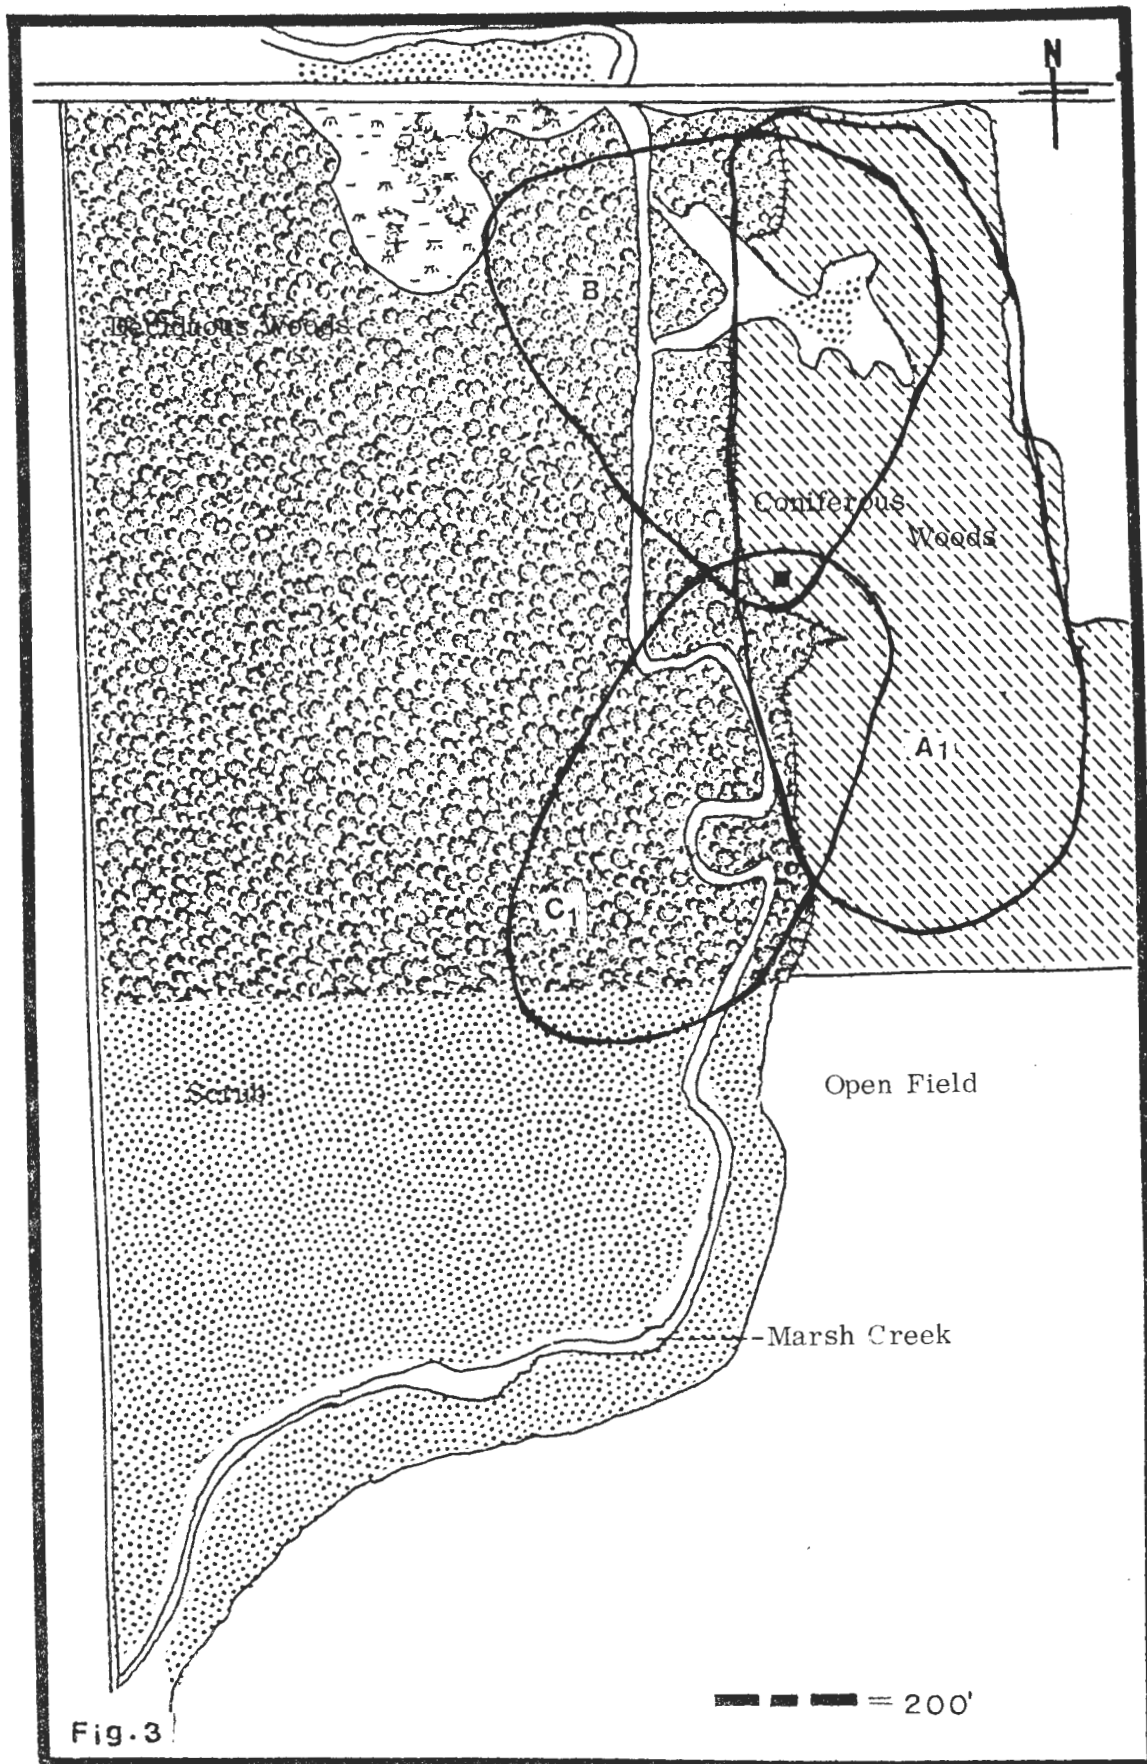 N
B
Deciduous Woods
Coniferous
Woods
A1
C1
Scrub
Open Field
Marsh Creek
= 200'
Fig.3